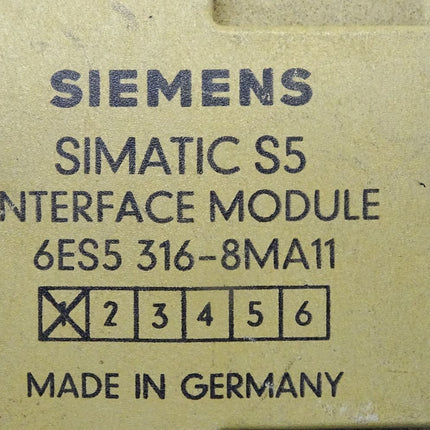 SIEMENS
SIMATIC S5
NTERFACE MODULE
6ES5 316-8MA11
1 2 3 4 5 6
MADE IN GERMANY